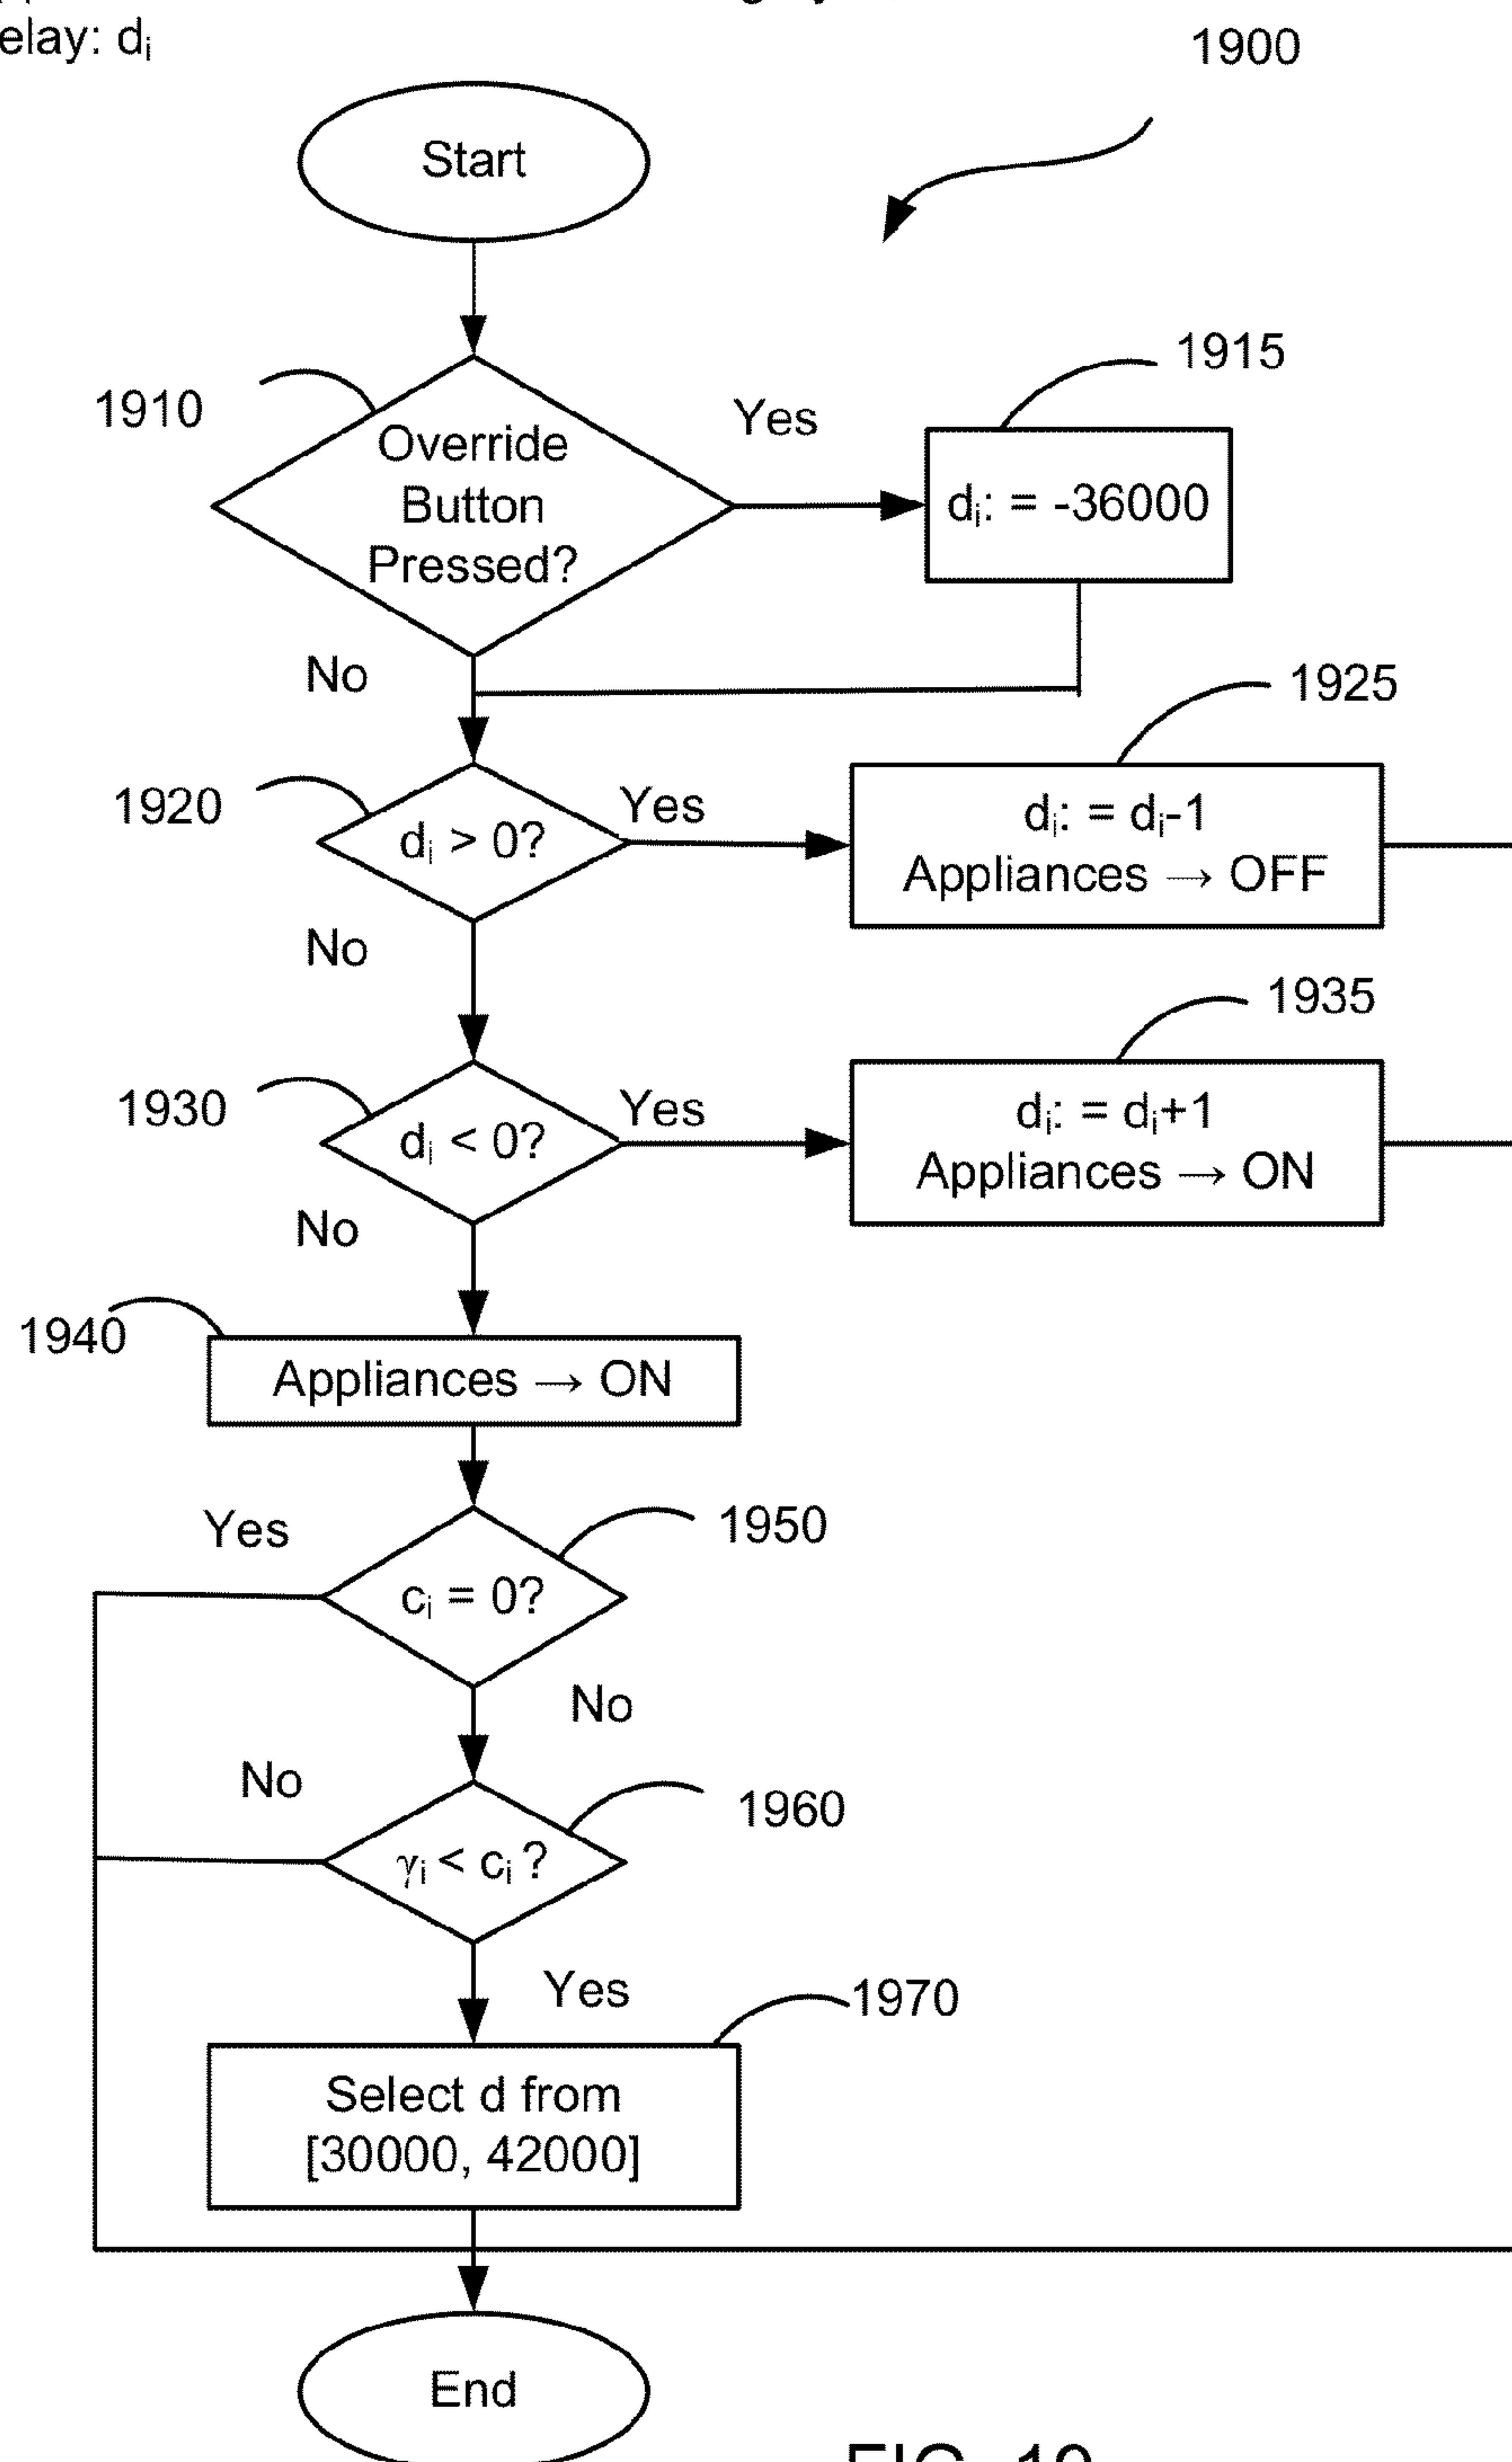 elay: dᵢ
1900
Start
1910
Override
Button
Pressed?
Yes
1915
dᵢ: = -36000
No
1920
dᵢ > 0?
Yes
1925
dᵢ: = dᵢ-1
Appliances → OFF
No
1930
dᵢ < 0?
Yes
1935
dᵢ: = dᵢ+1
Appliances → ON
No
1940
Appliances → ON
Yes
1950
cᵢ = 0?
No
No
1960
γᵢ < cᵢ ?
Yes
1970
Select d from
[30000, 42000]
End